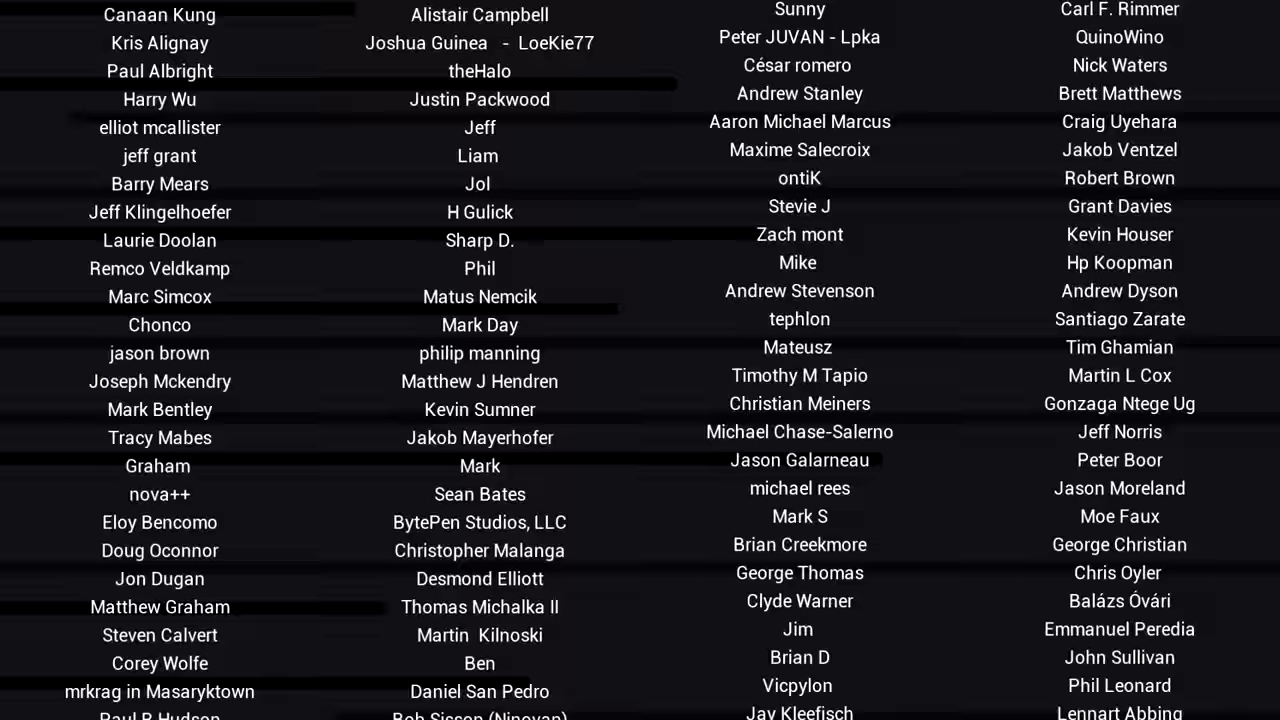 Canaan Kung
Kris Alignay
Paul Albright
Harry Wu
elliot mcallister
jeff grant
Barry Mears
Jeff Klingelhoefer
Laurie Doolan
Remco Veldkamp
Marc Simcox
Chonco
jason brown
Joseph Mckendry
Mark Bentley
Tracy Mabes
Graham
nova++
Eloy Bencomo
Doug Oconnor
Jon Dugan
Matthew Graham
Steven Calvert
Corey Wolfe
mrkrag in Masaryktown
Paul B Hudson
Alistair Campbell
Joshua Guinea  -  LoeKie77
theHalo
Justin Packwood
Jeff
Liam
Jol
H Gulick
Sharp D.
Phil
Matus Nemcik
Mark Day
philip manning
Matthew J Hendren
Kevin Sumner
Jakob Mayerhofer
Mark
Sean Bates
BytePen Studios, LLC
Christopher Malanga
Desmond Elliott
Thomas Michalka II
Martin  Kilnoski
Ben
Daniel San Pedro
Bob Sisson (Ninovan)
Sunny
Peter JUVAN - Lpka
César romero
Andrew Stanley
Aaron Michael Marcus
Maxime Salecroix
ontiK
Stevie J
Zach mont
Mike
Andrew Stevenson
tephlon
Mateusz
Timothy M Tapio
Christian Meiners
Michael Chase-Salerno
Jason Galarneau
michael rees
Mark S
Brian Creekmore
George Thomas
Clyde Warner
Jim
Brian D
Vicpylon
Jay Kleefisch
Carl F. Rimmer
QuinoWino
Nick Waters
Brett Matthews
Craig Uyehara
Jakob Ventzel
Robert Brown
Grant Davies
Kevin Houser
Hp Koopman
Andrew Dyson
Santiago Zarate
Tim Ghamian
Martin L Cox
Gonzaga Ntege Ug
Jeff Norris
Peter Boor
Jason Moreland
Moe Faux
George Christian
Chris Oyler
Balázs Óvári
Emmanuel Peredia
John Sullivan
Phil Leonard
Lennart Abbing